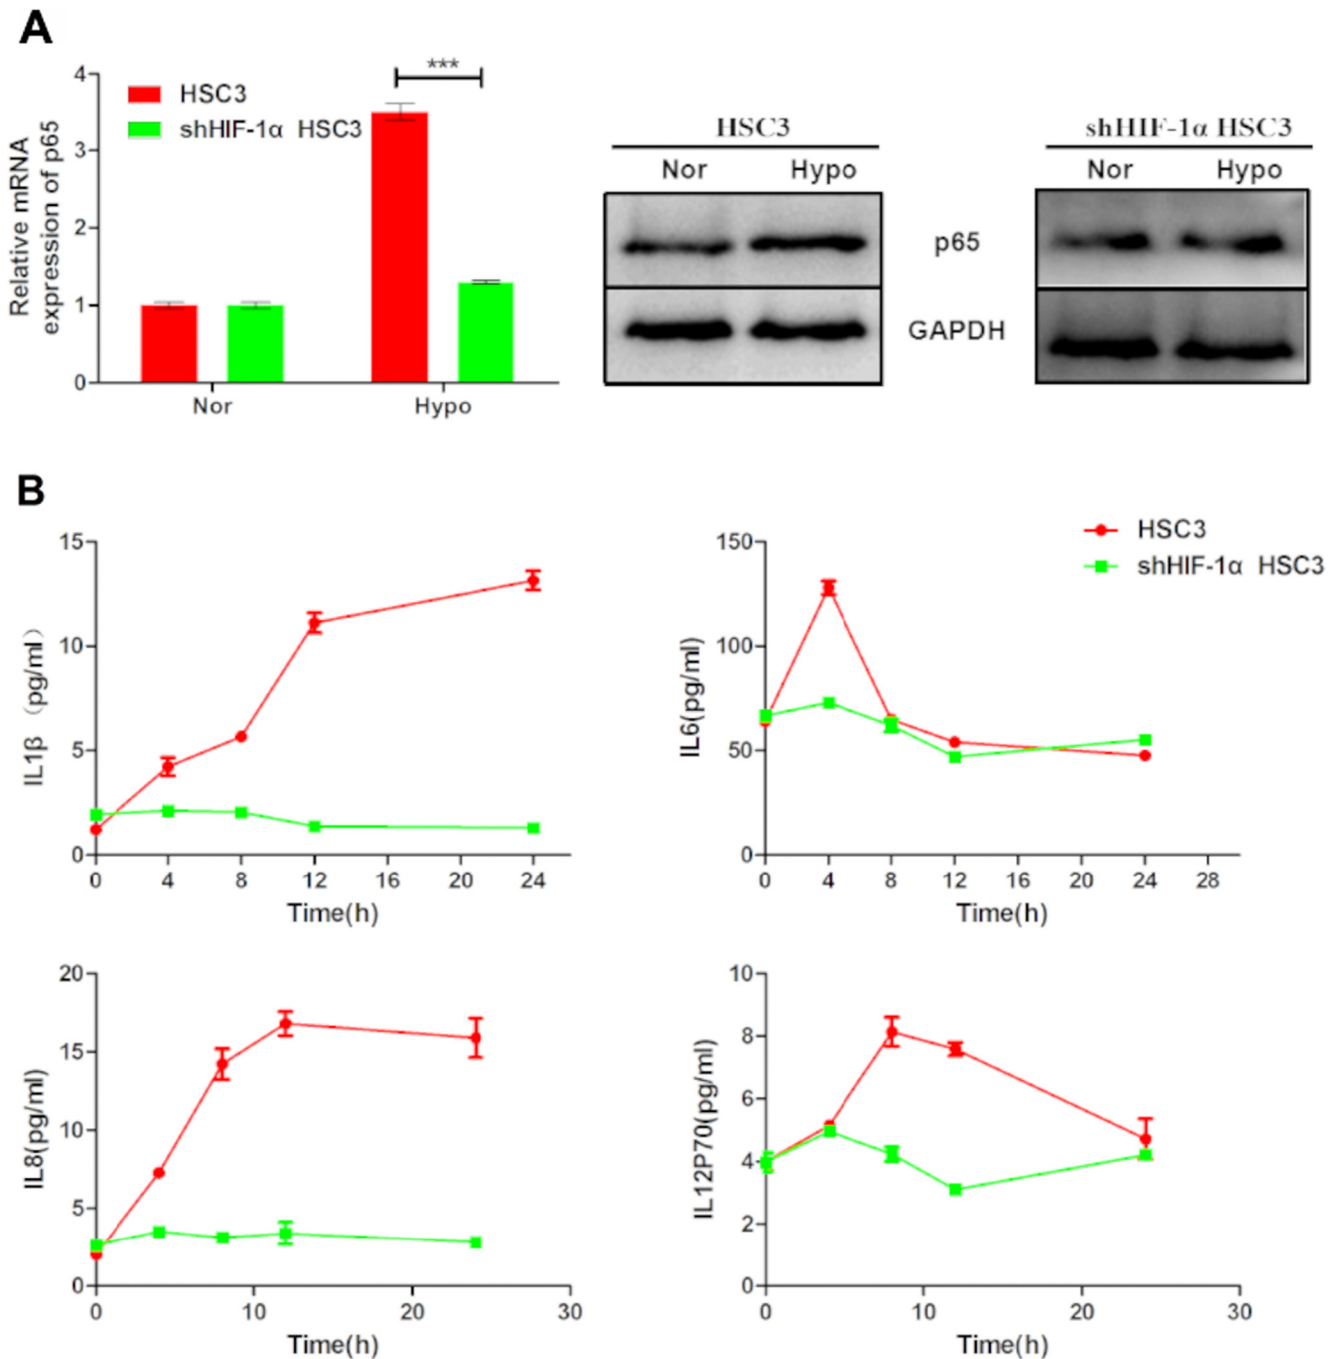 A
Relative mRNA
expression of p65
4
3
2
1
0
HSC3
shHIF-1α HSC3
***
Nor
Hypo
HSC3
Nor Hypo
shHIF-1α HSC3
Nor Hypo
p65
GAPDH
B
IL1β (pg/ml)
15
10
5
0
0 4 8 12 16 20 24
Time(h)
IL6(pg/ml)
150
100
50
0
0 4 8 12 16 20 24 28
Time(h)
HSC3
shHIF-1α HSC3
IL8(pg/ml)
20
15
10
5
0
0 10 20 30
Time(h)
IL12P70(pg/ml)
10
8
6
4
2
0
0 10 20 30
Time(h)